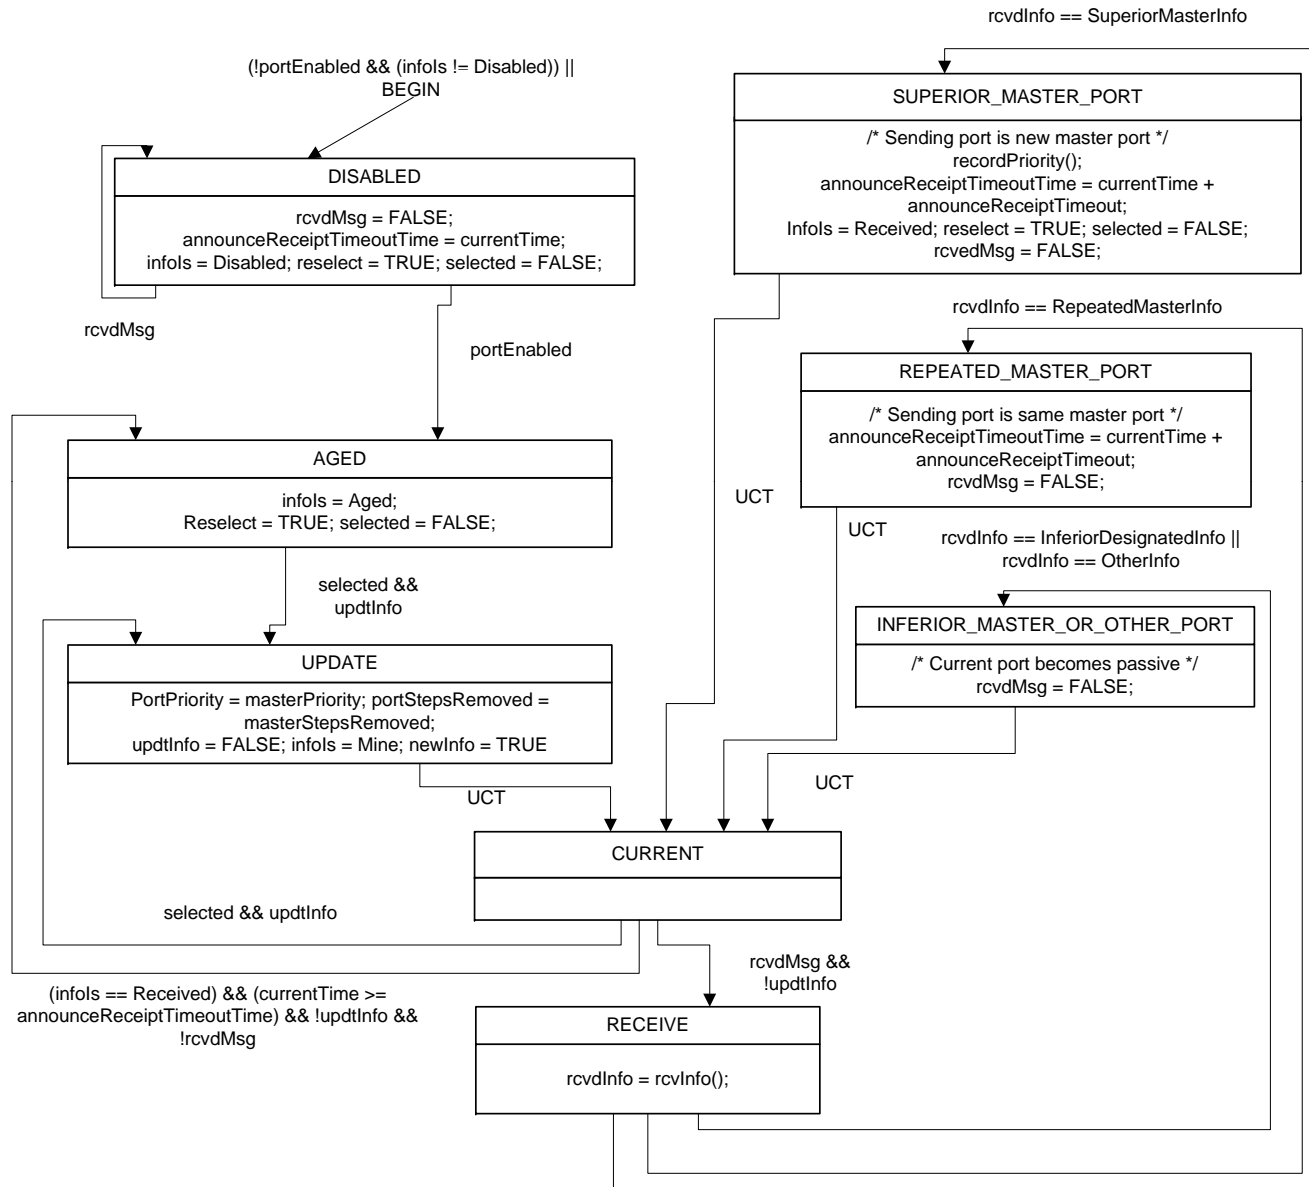 rcvdInfo == SuperiorMasterInfo
(!portEnabled && (infoIs != Disabled)) ||
BEGIN
SUPERIOR_MASTER_PORT
/* Sending port is new master port */
recordPriority();
announceReceiptTimeoutTime = currentTime +
announceReceiptTimeout;
InfoIs = Received; reselect = TRUE; selected = FALSE;
rcvedMsg = FALSE;
DISABLED
rcvdMsg = FALSE;
announceReceiptTimeoutTime = currentTime;
infoIs = Disabled; reselect = TRUE; selected = FALSE;
rcvdMsg
portEnabled
rcvdInfo == RepeatedMasterInfo
REPEATED_MASTER_PORT
/* Sending port is same master port */
announceReceiptTimeoutTime = currentTime +
announceReceiptTimeout;
rcvdMsg = FALSE;
AGED
infoIs = Aged;
Reselect = TRUE; selected = FALSE;
UCT
UCT
rcvdInfo == InferiorDesignatedInfo ||
rcvdInfo == OtherInfo
selected &&
updtInfo
INFERIOR_MASTER_OR_OTHER_PORT
/* Current port becomes passive */
rcvdMsg = FALSE;
UPDATE
PortPriority = masterPriority; portStepsRemoved =
masterStepsRemoved;
updtInfo = FALSE; infoIs = Mine; newInfo = TRUE
UCT
UCT
CURRENT
selected && updtInfo
rcvdMsg &&
!updtInfo
(infoIs == Received) && (currentTime >=
announceReceiptTimeoutTime) && !updtInfo &&
!rcvdMsg
RECEIVE
rcvdInfo = rcvInfo();